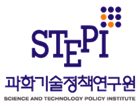 STEPI
과학기술정책연구원
SCIENCE AND TECHNOLOGY POLICY INSTITUTE